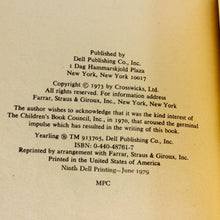 Published by
Dell Publishing Co., Inc.
1 Dag Hammarskjold Plaza
New York, New York 10017
Copyright © 1973 by Crosswicks, Ltd.
All rights reserved. For information address
Farrar, Straus & Giroux, Inc., New York, New York
The author wishes to acknowledge that it was the kind interest of
The Children's Book Council, Inc., in 1970, that aroused the germinal
impulse which has resulted in the writing of this book.
Yearling ® TM 913705, Dell Publishing Co., Inc.
ISBN: 0-440-48761-7
Reprinted by arrangement with Farrar, Straus & Giroux, Inc.
Printed in the United States of America
Ninth Dell Printing—June 1979
MPC